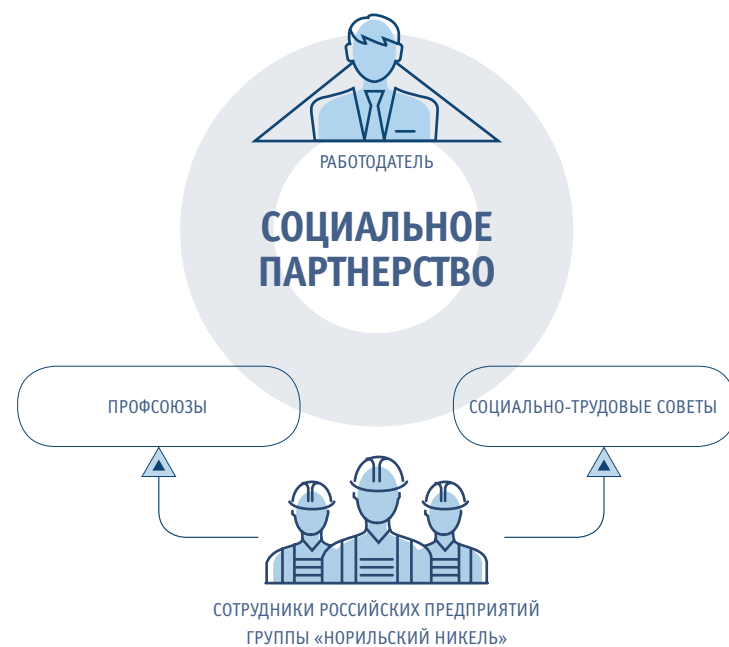 РАБОТОДАТЕЛЬ
СОЦИАЛЬНОЕ
ПАРТНЕРСТВО
ПРОФСОЮЗЫ
СОЦИАЛЬНО-ТРУДОВЫЕ СОВЕТЫ
СОТРУДНИКИ РОССИЙСКИХ ПРЕДПРИЯТИЙ
ГРУППЫ «НОРИЛЬСКИЙ НИКЕЛЬ»